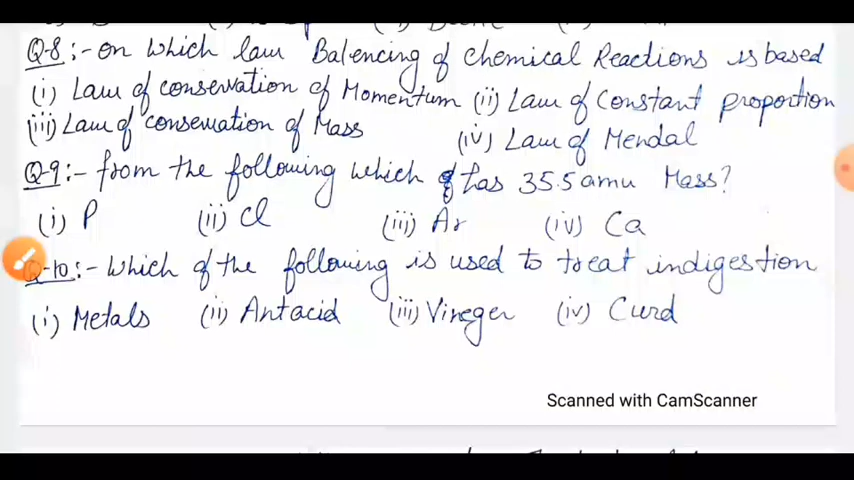 Q-8:- on which law Balencing of chemical Reactions is based
(i) Law of conservation of Momentum (ii) Law of Constant proportion
(iii) Law of conservation of Mass (iv) Law of Mendal
Q-9:- from the following which has 35.5 amu Mass?
(i) P (ii) Cl (iii) Ar (iv) Ca
Q-10:- Which of the following is used to treat indigestion
(i) Metals (ii) Antacid (iii) Vineger (iv) Curd
Scanned with CamScanner